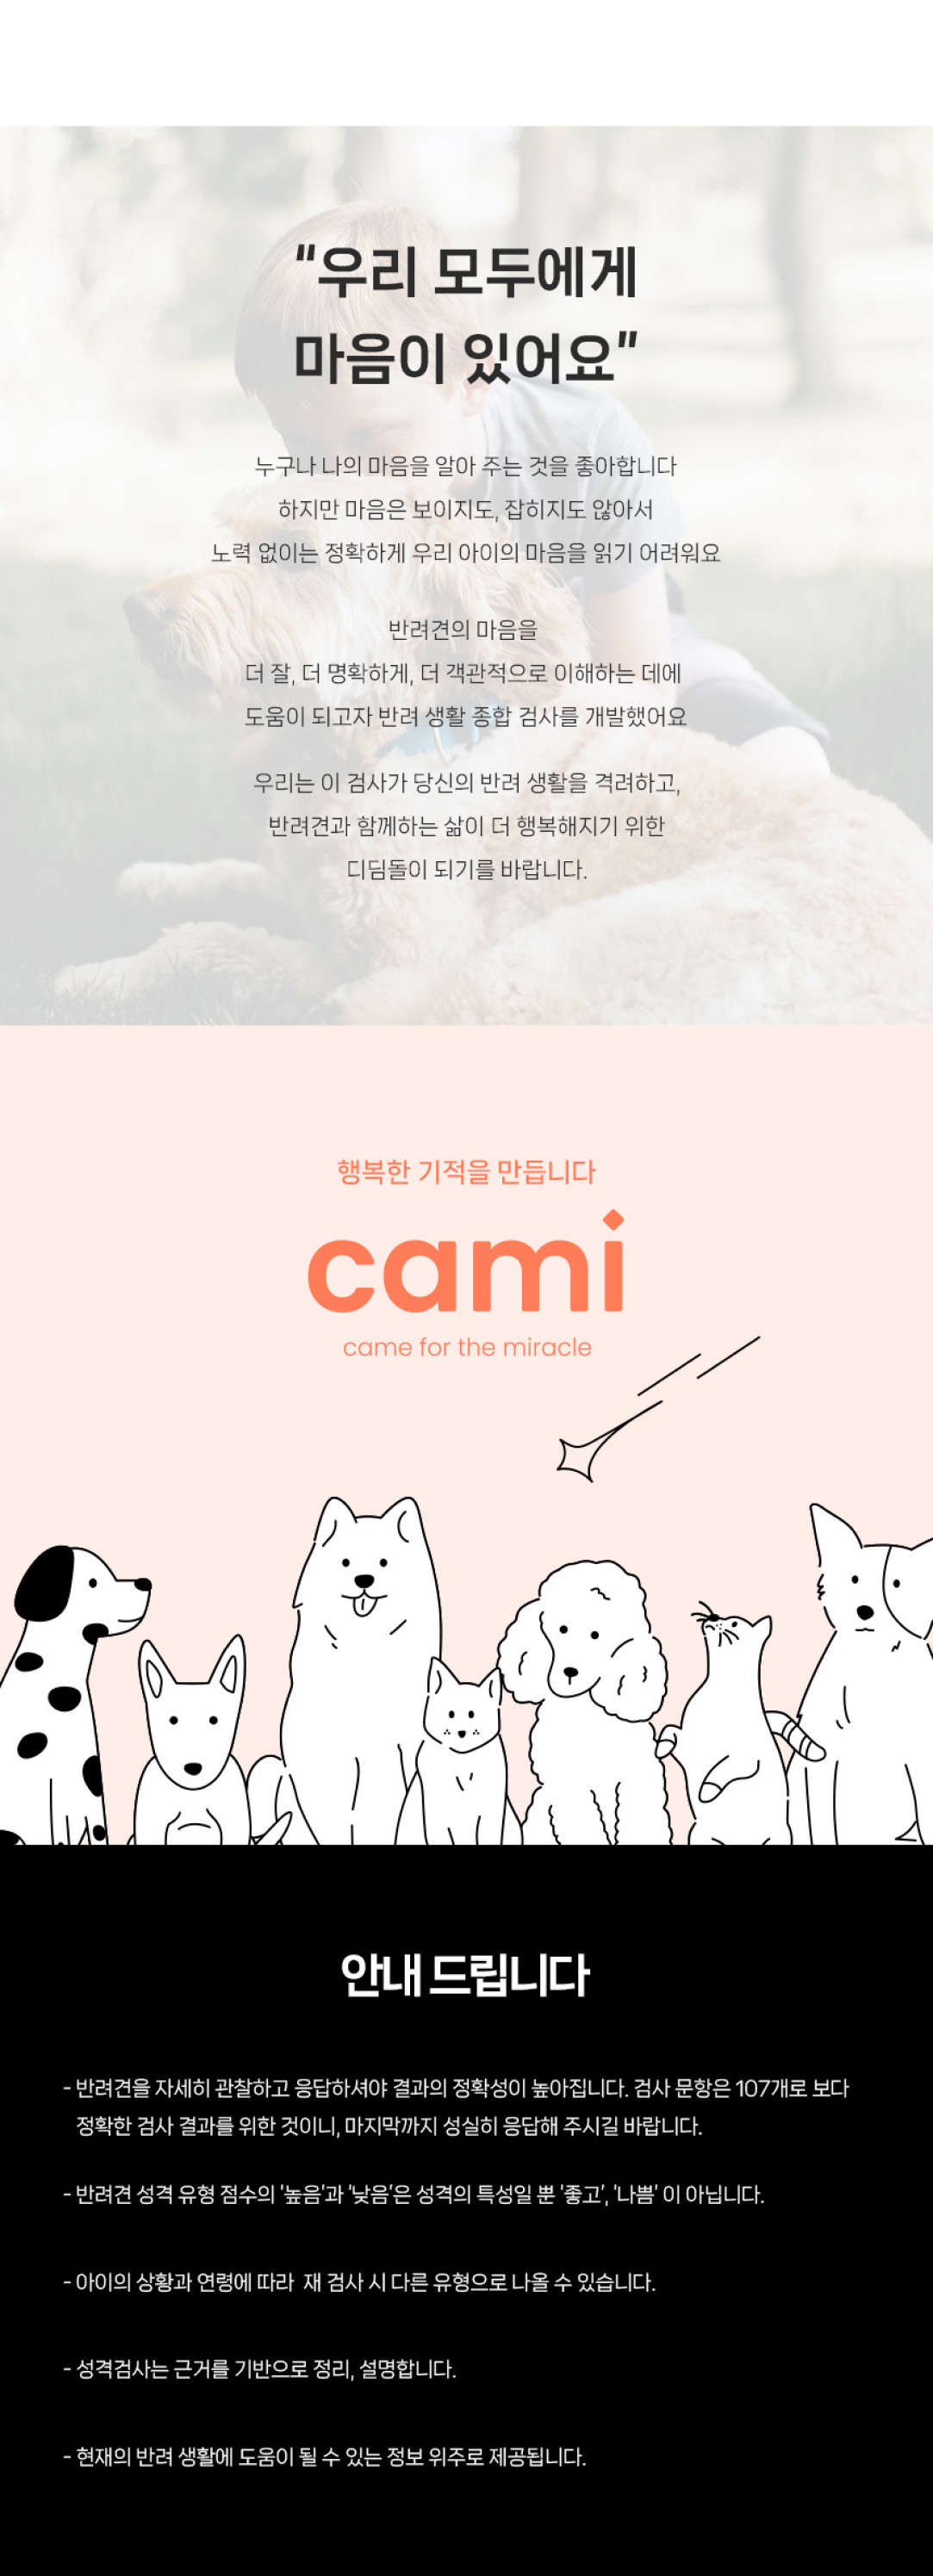 "우리 모두에게
마음이 있어요"
누구나 나의 마음을 알아 주는 것을 좋아합니다
하지만 마음은 보이지도, 잡히지도 않아서
노력 없이는 정확하게 우리 아이의 마음을 읽기 어려워요
반려견의 마음을
더 잘, 더 명확하게, 더 객관적으로 이해하는 데에
도움이 되고자 반려 생활 종합 검사를 개발했어요
우리는 이 검사가 당신의 반려 생활을 격려하고,
반려견과 함께하는 삶이 더 행복해지기 위한
디딤돌이 되기를 바랍니다.
행복한 기적을 만듭니다
cami
came for the miracle
안내 드립니다
- 반려견을 자세히 관찰하고 응답하셔야 결과의 정확성이 높아집니다. 검사 문항은 107개로 보다
정확한 검사 결과를 위한 것이니, 마지막까지 성실히 응답해 주시길 바랍니다.
- 반려견 성격 유형 점수의 '높음'과 '낮음'은 성격의 특성일 뿐 '좋고', '나쁨' 이 아닙니다.
- 아이의 상황과 연령에 따라  재 검사 시 다른 유형으로 나올 수 있습니다.
- 성격검사는 근거를 기반으로 정리, 설명합니다.
- 현재의 반려 생활에 도움이 될 수 있는 정보 위주로 제공됩니다.